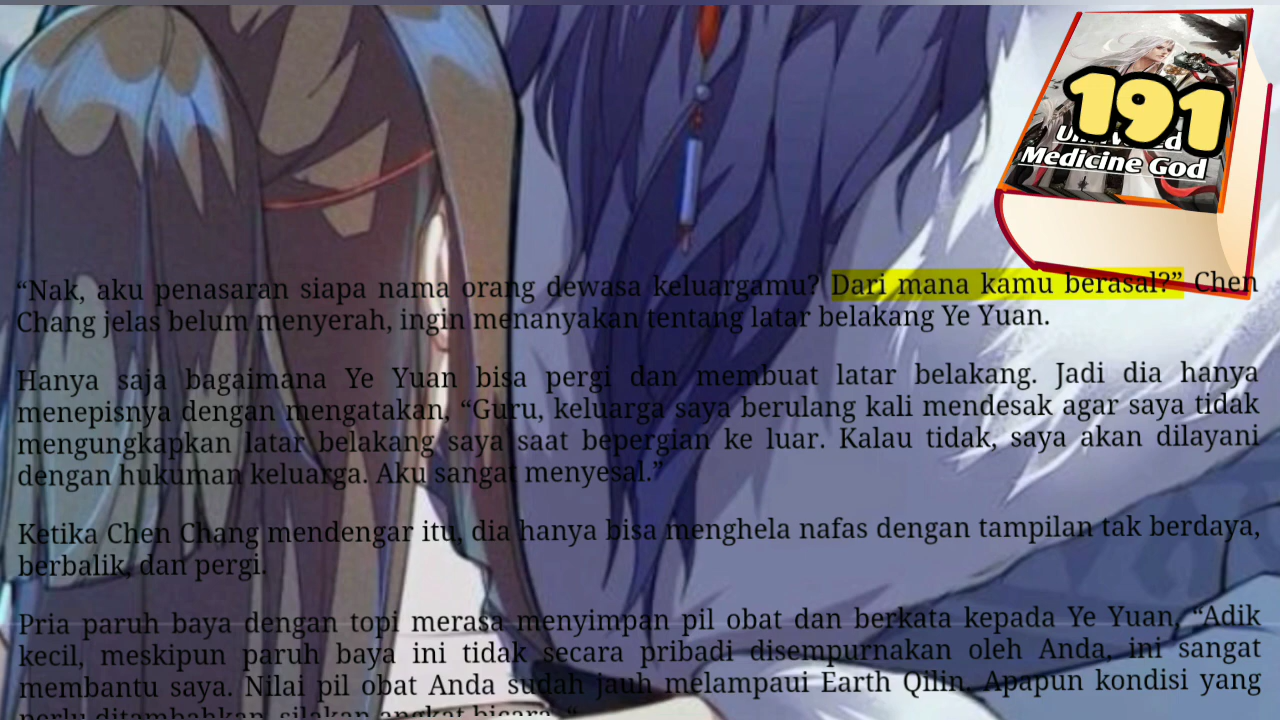 191
Medicine God
“Nak, aku penasaran siapa nama orang dewasa keluargamu? Dari mana kamu berasal?” Chen
Chang jelas belum menyerah, ingin menanyakan tentang latar belakang Ye Yuan.
Hanya saja bagaimana Ye Yuan bisa pergi dan membuat latar belakang. Jadi dia hanya
menepisnya dengan mengatakan, “Guru, keluarga saya berulang kali mendesak agar saya tidak
mengungkapkan latar belakang saya saat bepergian ke luar. Kalau tidak, saya akan dilayani
dengan hukuman keluarga. Aku sangat menyesal.”
Ketika Chen Chang mendengar itu, dia hanya bisa menghela nafas dengan tampilan tak berdaya,
berbalik, dan pergi.
Pria paruh baya dengan topi merasa menyimpan pil obat dan berkata kepada Ye Yuan, “Adik
kecil, meskipun paruh baya ini tidak secara pribadi disempurnakan oleh Anda, ini sangat
membantu saya. Nilai pil obat Anda sudah jauh melampaui Earth Qilin. Apapun kondisi yang
perlu ditambahkan, silakan angkat bicara. “